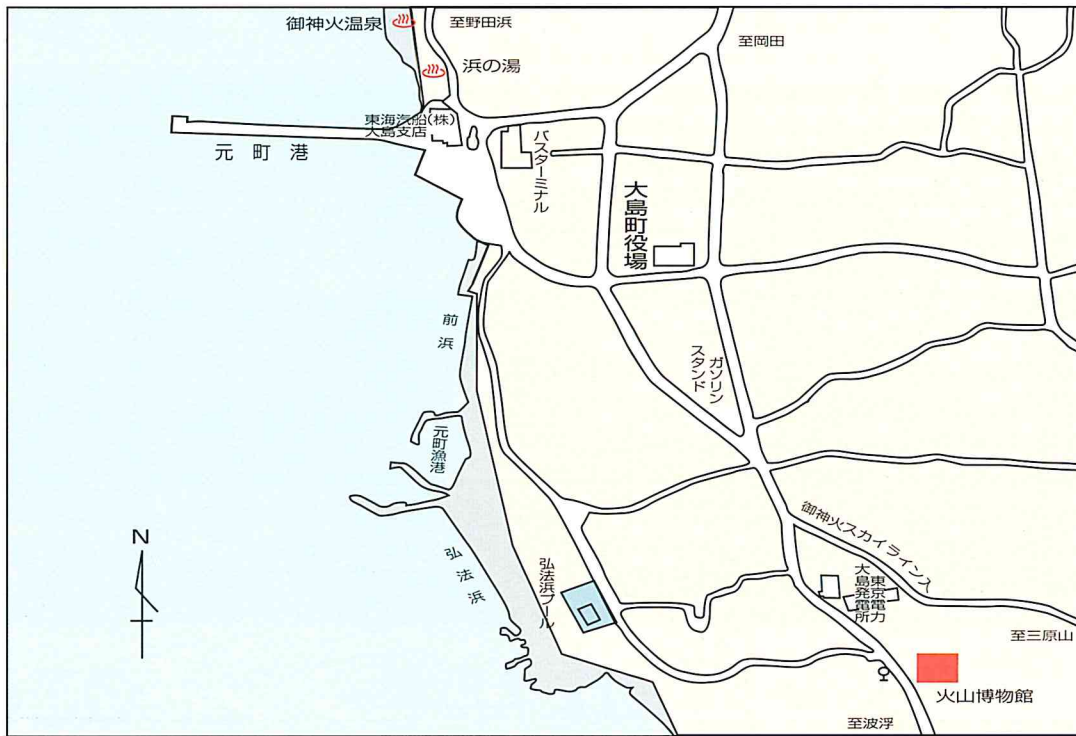 御神火温泉
至野田浜
至岡田
浜の湯
東海汽船(株)
大島支店
元町港
バスターミナル
大島町役場
前浜
ガソリン
スタンド
元町漁港
御神火スカイライン入
N
弘法浜
弘法浜プール
東京電力
大島発電所
至三原山
火山博物館
至波浮